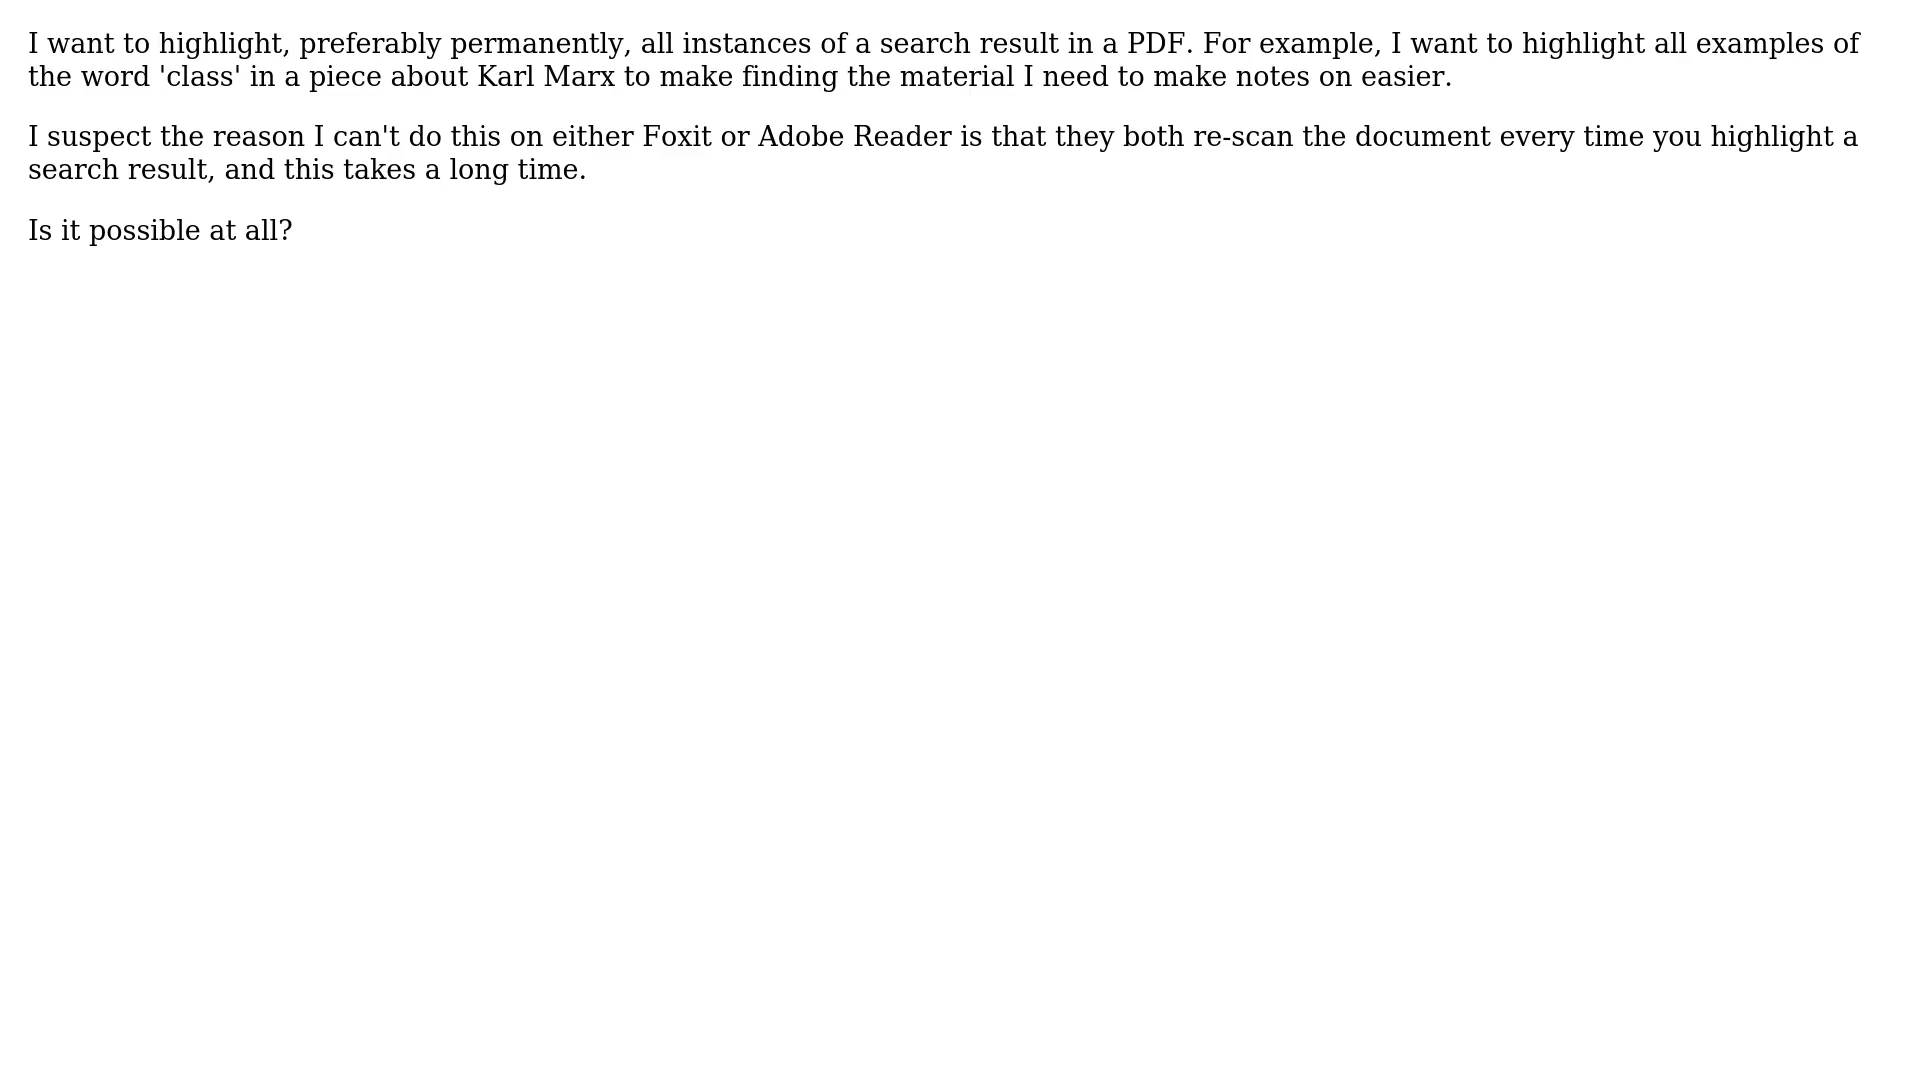 I want to highlight, preferably permanently, all instances of a search result in a PDF. For example, I want to highlight all examples of
the word 'class' in a piece about Karl Marx to make finding the material I need to make notes on easier.
I suspect the reason I can't do this on either Foxit or Adobe Reader is that they both re-scan the document every time you highlight a
search result, and this takes a long time.
Is it possible at all?